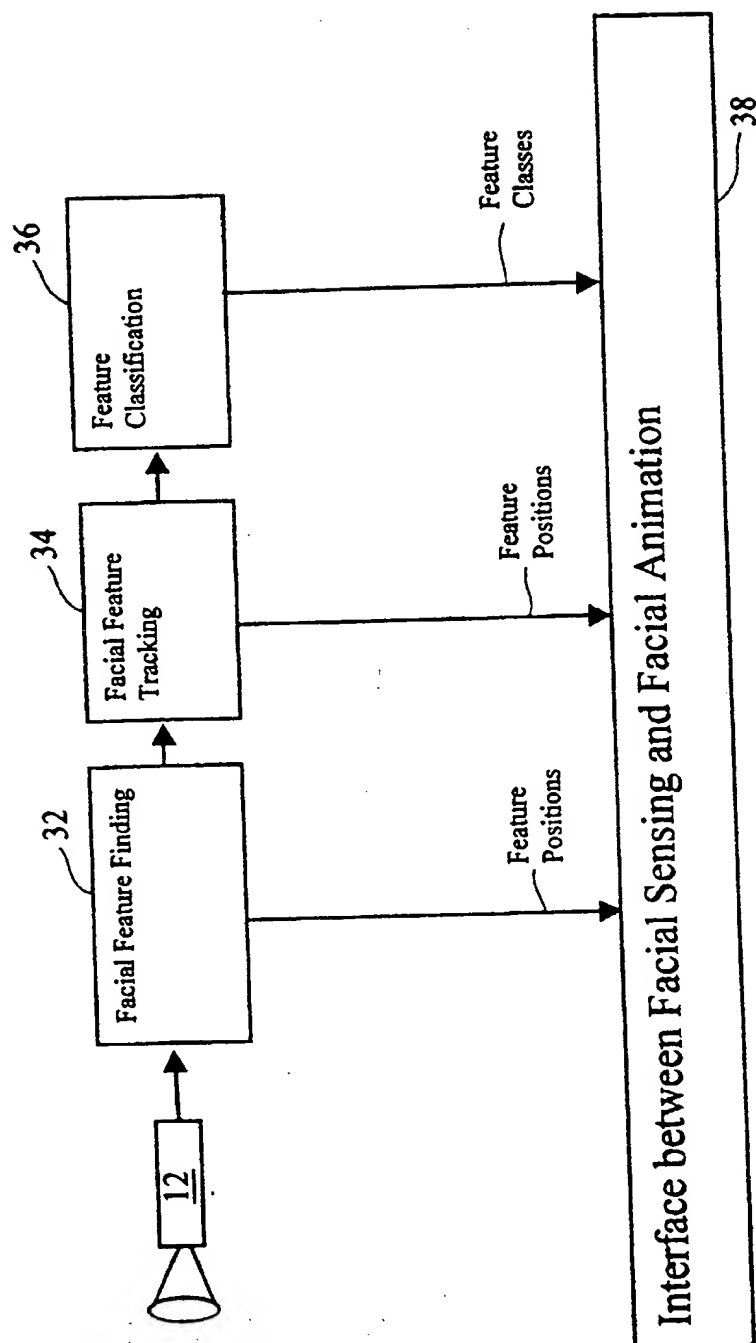 12
32
Facial Feature Finding
34
Facial Feature
Tracking
36
Feature
Classification
Feature
Positions
Feature
Positions
Feature
Classes
Interface between Facial Sensing and Facial Animation
38